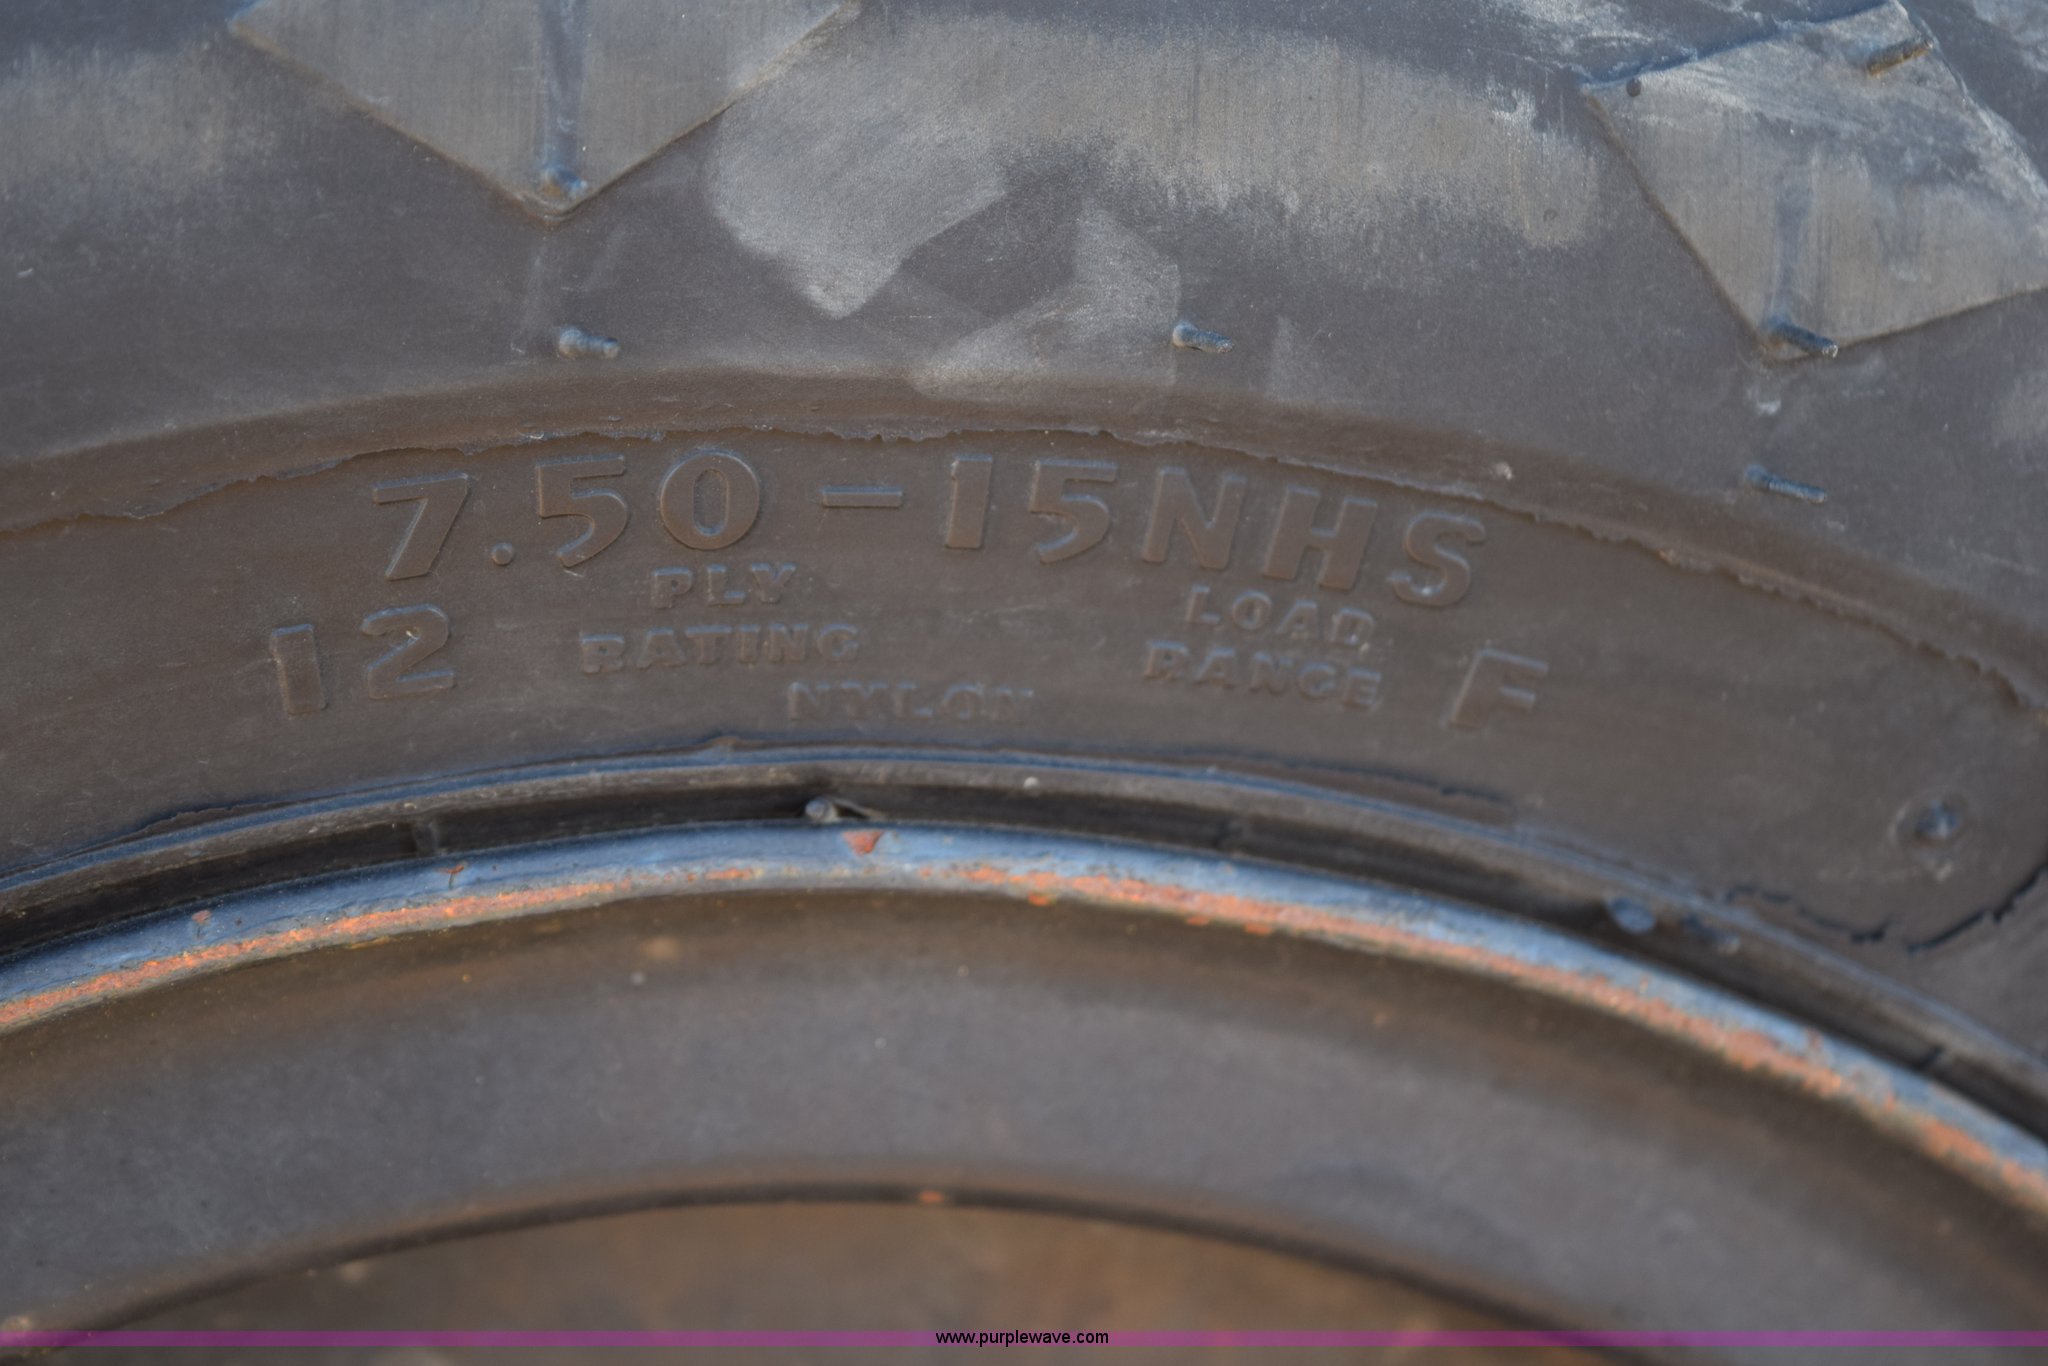 7.50-15NHS
12 PLY RATING LOAD RANGE F
NYLON
www.purplewave.com